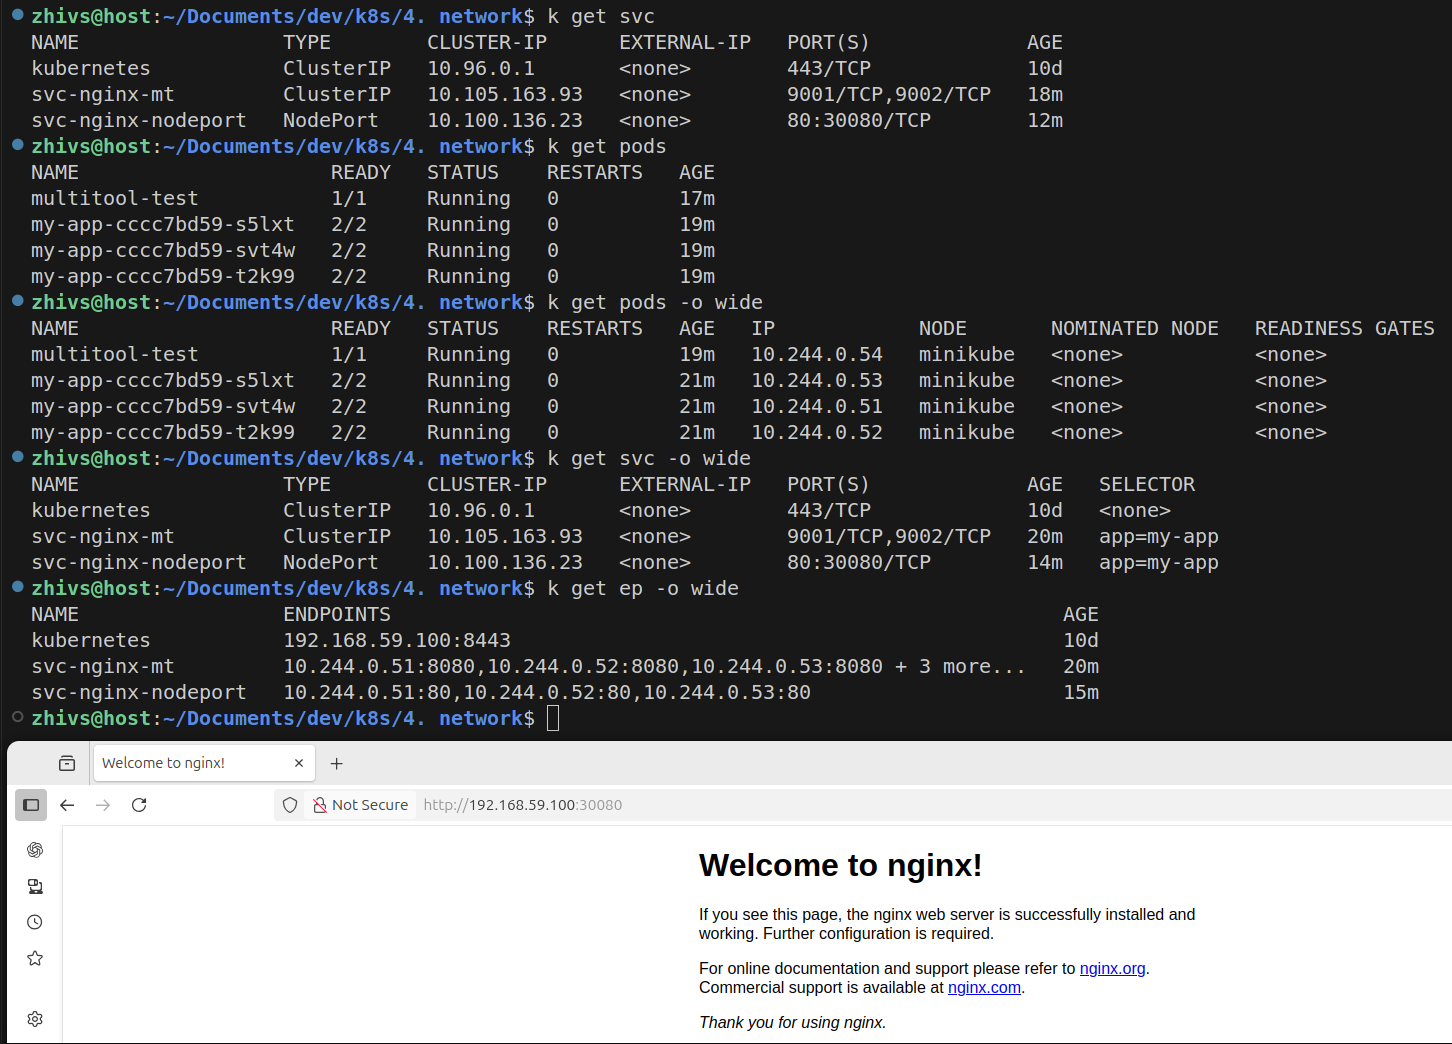 zhivs@host:~/Documents/dev/k8s/4. network$ k get svc
NAME                 TYPE        CLUSTER-IP      EXTERNAL-IP   PORT(S)             AGE
kubernetes           ClusterIP   10.96.0.1       <none>        443/TCP             10d
svc-nginx-mt         ClusterIP   10.105.163.93   <none>        9001/TCP,9002/TCP   18m
svc-nginx-nodeport   NodePort    10.100.136.23   <none>        80:30080/TCP        12m
zhivs@host:~/Documents/dev/k8s/4. network$ k get pods
NAME                     READY   STATUS    RESTARTS   AGE
multitool-test           1/1     Running   0          17m
my-app-cccc7bd59-s5lxt   2/2     Running   0          19m
my-app-cccc7bd59-svt4w   2/2     Running   0          19m
my-app-cccc7bd59-t2k99   2/2     Running   0          19m
zhivs@host:~/Documents/dev/k8s/4. network$ k get pods -o wide
NAME                     READY   STATUS    RESTARTS   AGE   IP            NODE       NOMINATED NODE   READINESS GATES
multitool-test           1/1     Running   0          19m   10.244.0.54   minikube   <none>           <none>
my-app-cccc7bd59-s5lxt   2/2     Running   0          21m   10.244.0.53   minikube   <none>           <none>
my-app-cccc7bd59-svt4w   2/2     Running   0          21m   10.244.0.51   minikube   <none>           <none>
my-app-cccc7bd59-t2k99   2/2     Running   0          21m   10.244.0.52   minikube   <none>           <none>
zhivs@host:~/Documents/dev/k8s/4. network$ k get svc -o wide
NAME                 TYPE        CLUSTER-IP      EXTERNAL-IP   PORT(S)             AGE   SELECTOR
kubernetes           ClusterIP   10.96.0.1       <none>        443/TCP             10d   <none>
svc-nginx-mt         ClusterIP   10.105.163.93   <none>        9001/TCP,9002/TCP   20m   app=my-app
svc-nginx-nodeport   NodePort    10.100.136.23   <none>        80:30080/TCP        14m   app=my-app
zhivs@host:~/Documents/dev/k8s/4. network$ k get ep -o wide
NAME                 ENDPOINTS                                                        AGE
kubernetes           192.168.59.100:8443                                              10d
svc-nginx-mt         10.244.0.51:8080,10.244.0.52:8080,10.244.0.53:8080 + 3 more...   20m
svc-nginx-nodeport   10.244.0.51:80,10.244.0.52:80,10.244.0.53:80                     15m
zhivs@host:~/Documents/dev/k8s/4. network$
Welcome to nginx!
Not Secure http://192.168.59.100:30080
Welcome to nginx!
If you see this page, the nginx web server is successfully installed and
working. Further configuration is required.
For online documentation and support please refer to nginx.org.
Commercial support is available at nginx.com.
Thank you for using nginx.